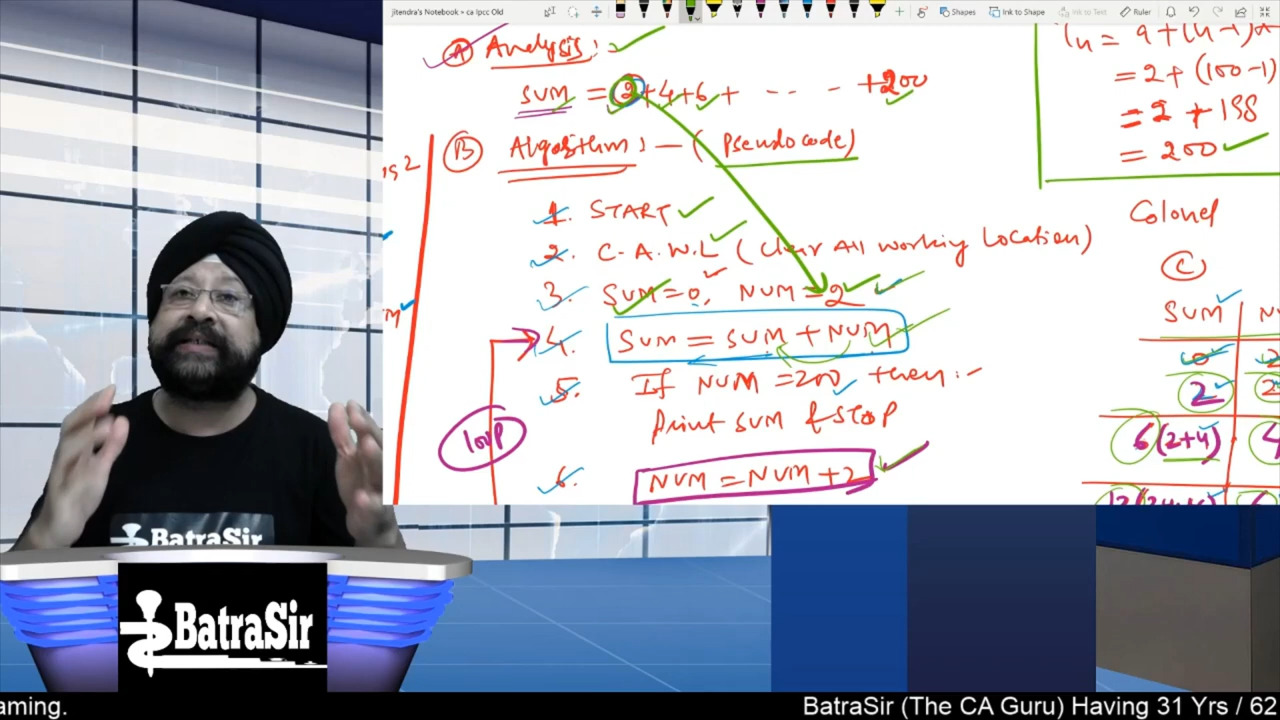 jitendra's Notebook » ca Ipcc Old
Shapes
Ink to Shape
Ink to Text
Ruler
(A) Analysis:
SUM = 2+4+6+ ---- +200
(B) Algorithm: - (Pseudocode)
1. START
2. C.A.W.L (Clear All Working Location)
3. SUM=0, NUM=2
4. SUM = SUM + NUM
5. If NUM =200 then:-
Print SUM & STOP
loop
6. NUM = NUM + 2
= 2 + (100-1)
= 2 + 198
= 200
Colonel
(C)
SUM
0
2
6 (2+4)
BatraSir
BatraSir
aming.
BatraSir (The CA Guru) Having 31 Yrs / 62